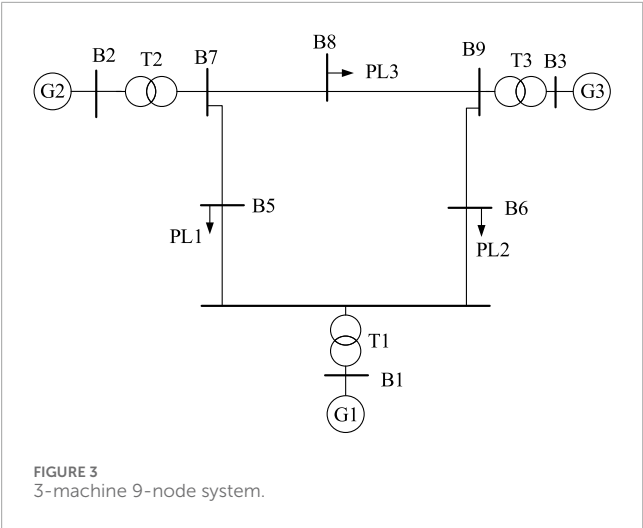 B8
B2
T2
B7
B9
T3
B3
G2
PL3
G3
B5
B6
PL1
PL2
T1
B1
G1
FIGURE 3
3-machine 9-node system.